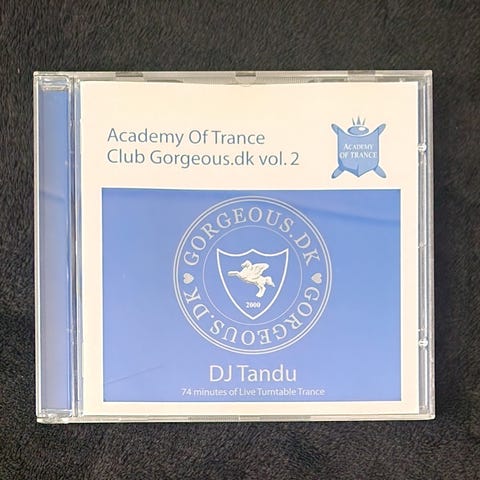 Academy Of Trance
Club Gorgeous.dk vol. 2
ACADEMY
OF TRANCE
GORGEOUS.DK
GORGEOUS.DK
2000
DJ Tandu
74 minutes of Live Turntable Trance